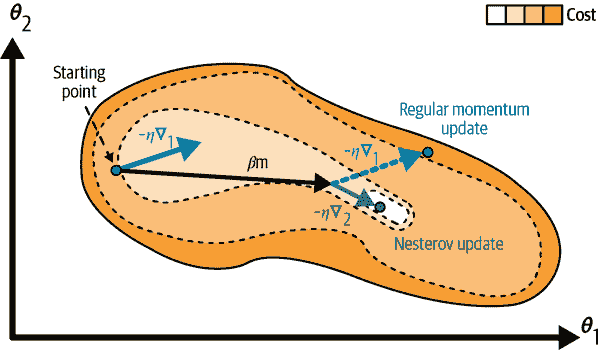 θ2
Cost
Starting
point
Regular momentum
update
-η∇1
βm
-η∇1
-η∇2
Nesterov update
θ1